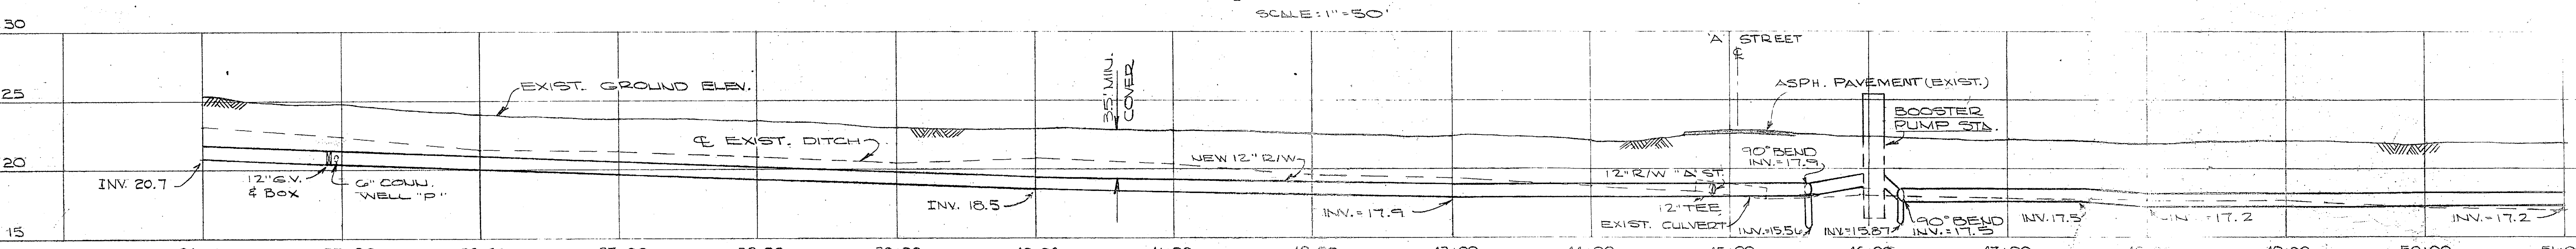 SCALE: 1" = 50'
30
'A' STREET
℄
3.5' MIN.
COVER
EXIST. GROUND ELEV.
ASPH. PAVEMENT (EXIST.)
25
BOOSTER
PUMP STA.
℄ EXIST. DITCH
90° BEND
INV. = 17.9
NEW 12" R/W
20
12" R/W "A" ST.
INV. 20.7
12" G.V.
& BOX
6" CONN.
WELL "P"
INV. 18.5
INV. = 17.9
12" TEE
EXIST. CULVERT
INV. = 15.56
INV. = 15.87
90° BEND
INV. = 17.5
INV. 17.5
= 17.2
INV. = 17.2
15